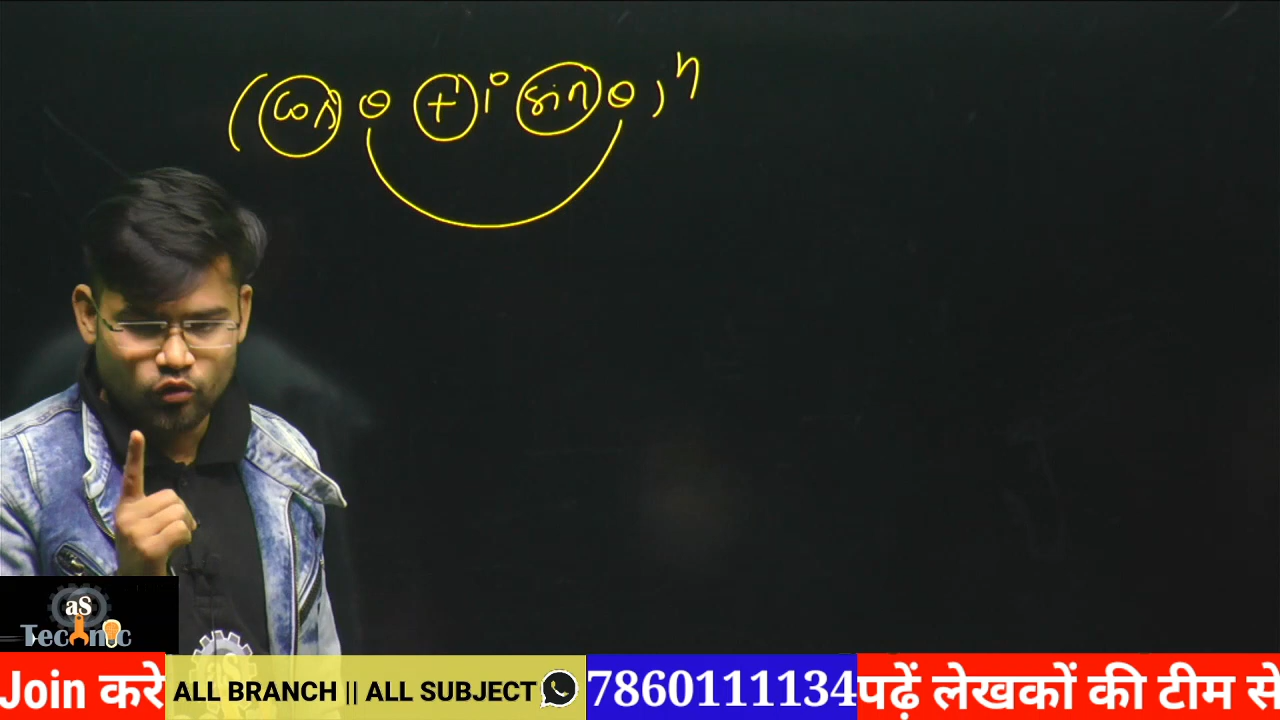 (cos θ + i sin θ)ⁿ
aS
Tecnic
Join करे ALL BRANCH || ALL SUBJECT 7860111134 पढ़ें लेखकों की टीम से